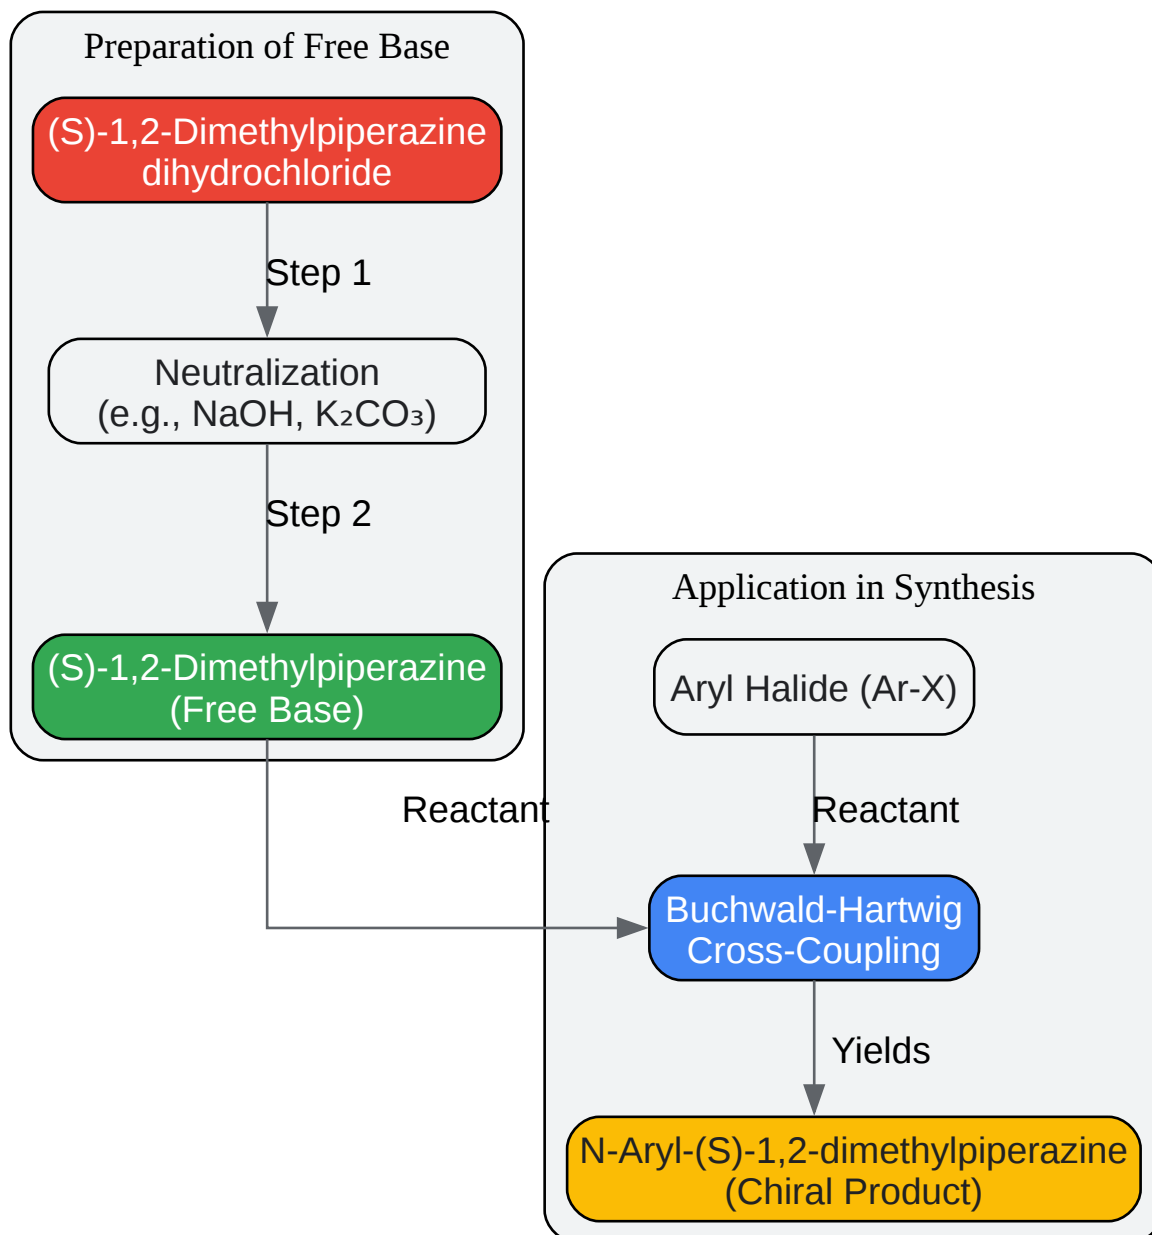 Preparation of Free Base
(S)-1,2-Dimethylpiperazine
dihydrochloride
Step 1
Neutralization
(e.g., NaOH, K₂CO₃)
Step 2
(S)-1,2-Dimethylpiperazine
(Free Base)
Reactant
Application in Synthesis
Aryl Halide (Ar-X)
Reactant
Buchwald-Hartwig
Cross-Coupling
Yields
N-Aryl-(S)-1,2-dimethylpiperazine
(Chiral Product)